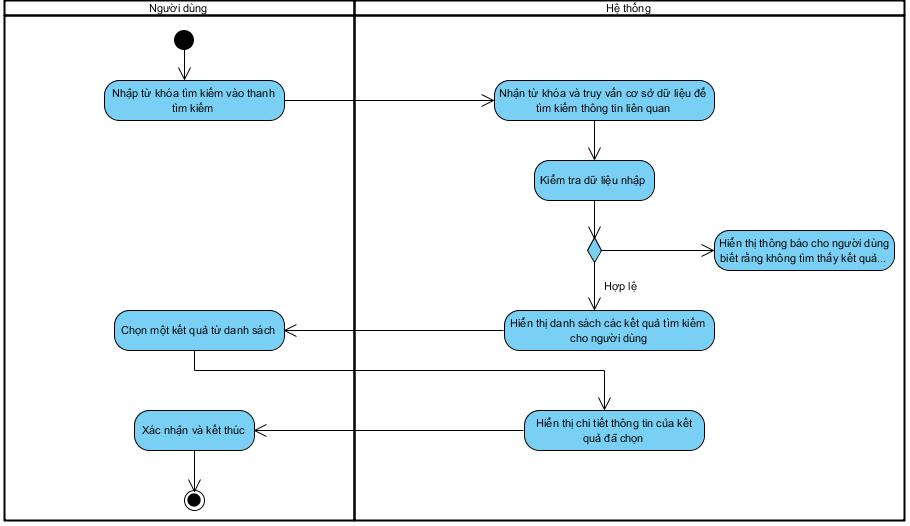 Người dùng
Hệ thống
Nhập từ khóa tìm kiếm vào thanh
tìm kiếm
Nhận từ khóa và truy vấn cơ sở dữ liệu để
tìm kiếm thông tin liên quan
Kiểm tra dữ liệu nhập
Hiển thị thông báo cho người dùng
biết rằng không tìm thấy kết quả...
Hợp lệ
Chọn một kết quả từ danh sách
Hiển thị danh sách các kết quả tìm kiếm
cho người dùng
Xác nhận và kết thúc
Hiển thị chi tiết thông tin của kết
quả đã chọn